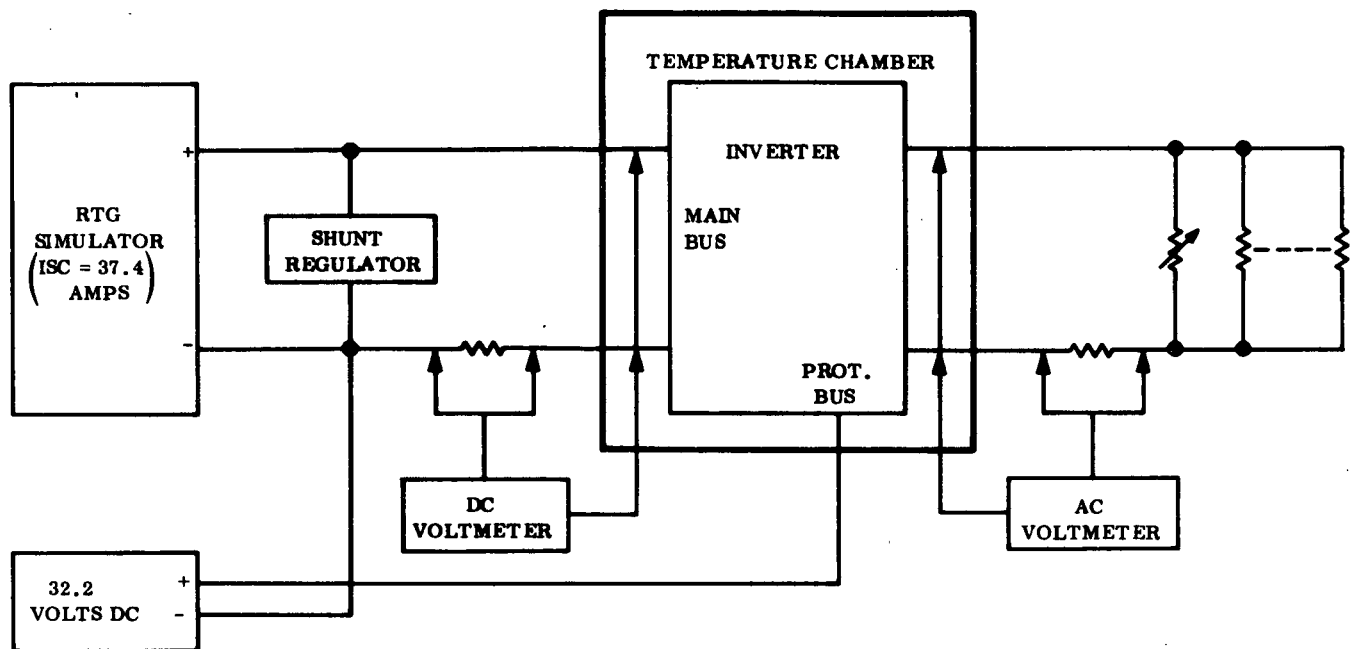 TEMPERATURE CHAMBER
RTG
SIMULATOR
(ISC = 37.4)
AMPS
+
-
SHUNT
REGULATOR
INVERTER
MAIN
BUS
PROT.
BUS
DC
VOLTMETER
AC
VOLTMETER
32.2
VOLTS DC
+
-